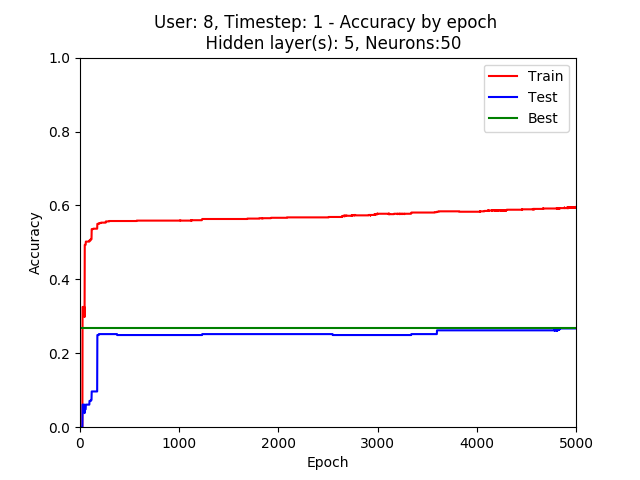 User: 8, Timestep: 1 - Accuracy by epoch
Hidden layer(s): 5, Neurons:50
1.0
0.8
0.6
0.4
0.2
0.0
Accuracy
Train
Test
Best
0 1000 2000 3000 4000 5000
Epoch